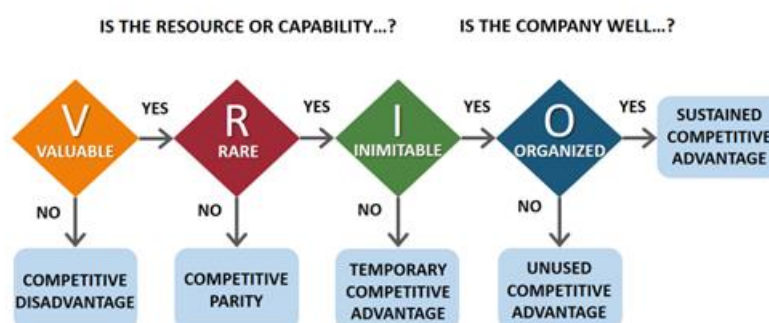 IS THE RESOURCE OR CAPABILITY...?
IS THE COMPANY WELL...?
V
VALUABLE
YES
R
RARE
YES
I
INIMITABLE
YES
O
ORGANIZED
YES
SUSTAINED
COMPETITIVE
ADVANTAGE
NO
NO
NO
NO
COMPETITIVE
DISADVANTAGE
COMPETITIVE
PARITY
TEMPORARY
COMPETITIVE
ADVANTAGE
UNUSED
COMPETITIVE
ADVANTAGE